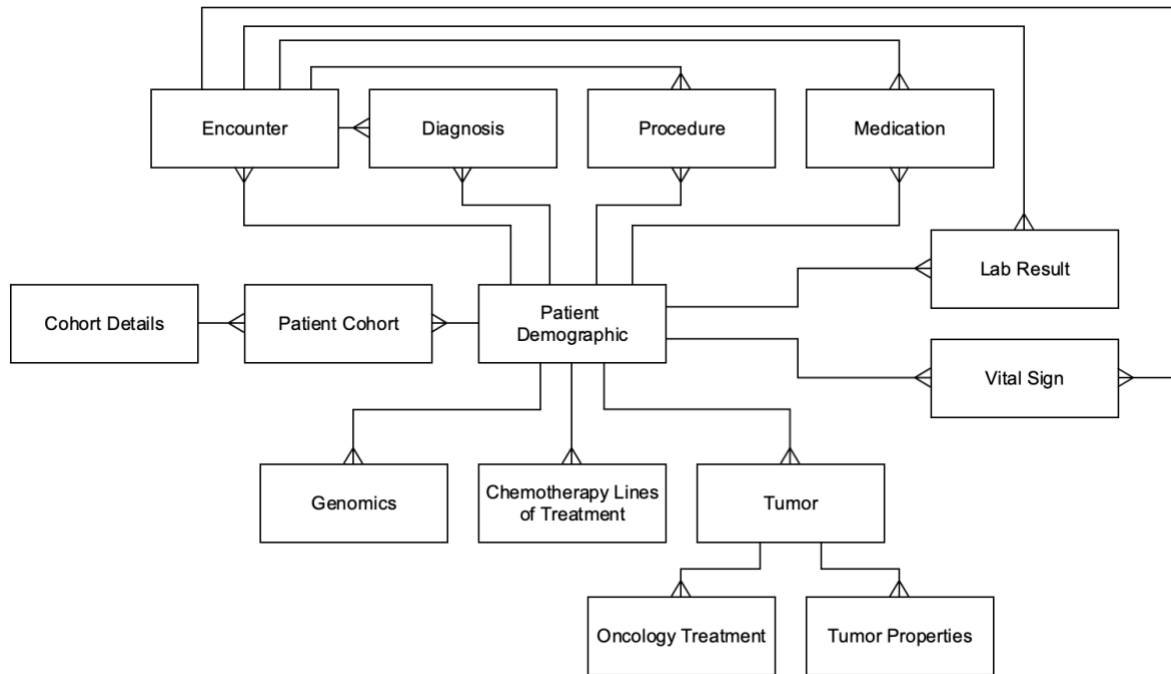 Encounter
Diagnosis
Procedure
Medication
Lab Result
Cohort Details
Patient Cohort
Patient
Demographic
Vital Sign
Genomics
Chemotherapy Lines
of Treatment
Tumor
Oncology Treatment
Tumor Properties